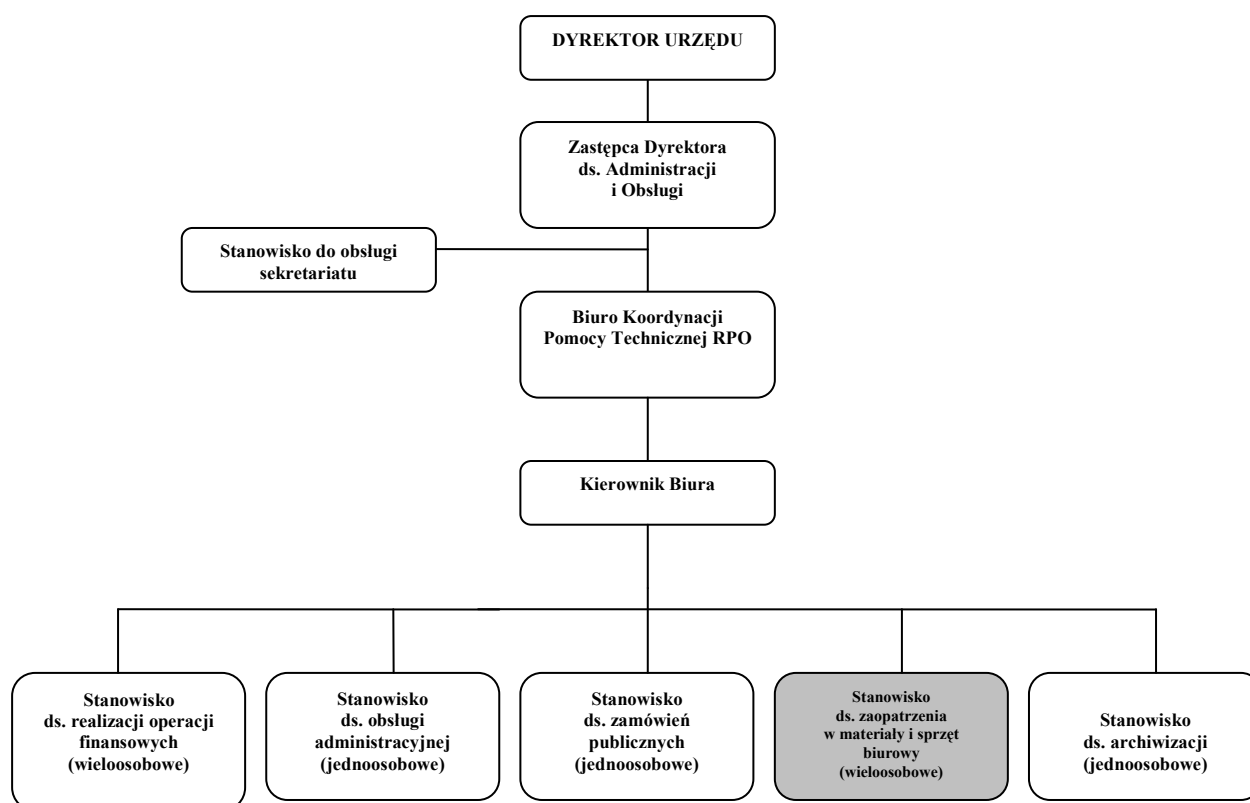 DYREKTOR URZĘDU
Zastępca Dyrektora
ds. Administracji
i Obsługi
Stanowisko do obsługi
sekretariatu
Biuro Koordynacji
Pomocy Technicznej RPO
Kierownik Biura
Stanowisko
ds. realizacji operacji
finansowych
(wieloosobowe)
Stanowisko
ds. obsługi
administracyjnej
(jednoosobowe)
Stanowisko
ds. zamówień
publicznych
(jednoosobowe)
Stanowisko
ds. zaopatrzenia
w materiały i sprzęt
biurowy
(wieloosobowe)
Stanowisko
ds. archiwizacji
(jednoosobowe)